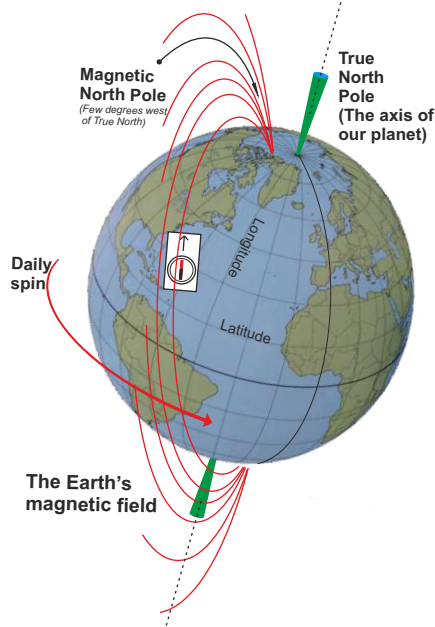 True
North
Pole
(The axis of
our planet)
Magnetic
North Pole
(Few degrees west
of True North)
Longitude
Daily
spin
Latitude
The Earth's
magnetic field